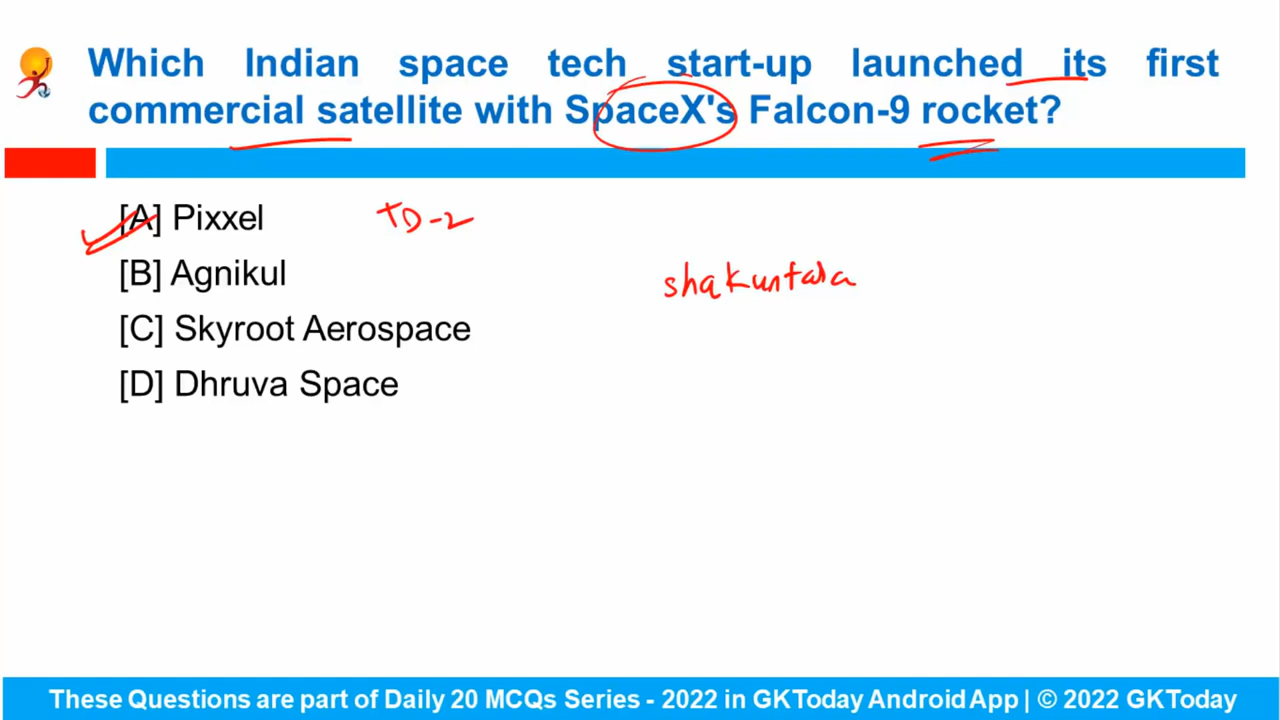 Which Indian space tech start-up launched its first
commercial satellite with SpaceX's Falcon-9 rocket?
[A] Pixxel TD-2
[B] Agnikul shakuntala
[C] Skyroot Aerospace
[D] Dhruva Space
These Questions are part of Daily 20 MCQs Series - 2022 in GKToday Android App | © 2022 GKToday